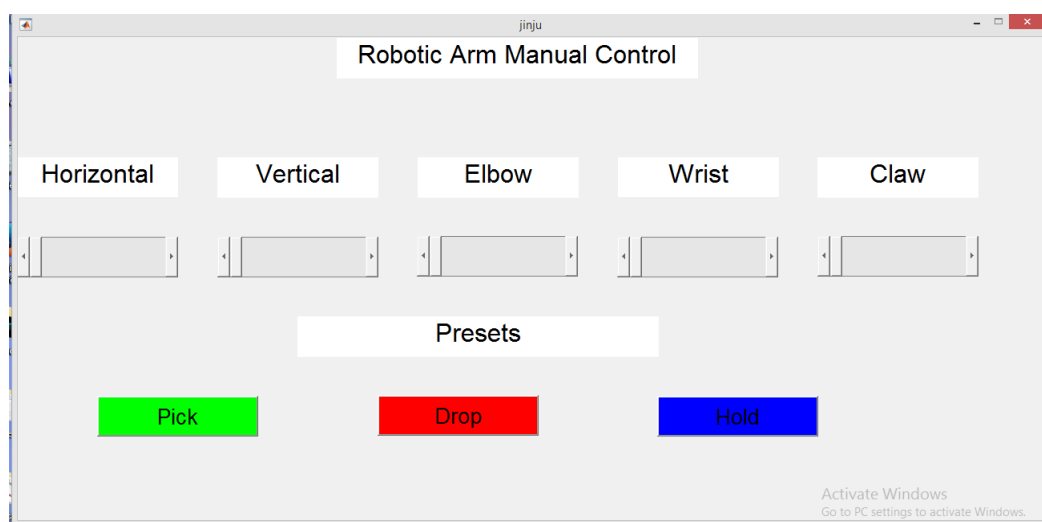 jinju
Robotic Arm Manual Control
Horizontal Vertical Elbow Wrist Claw
Presets
Pick Drop Hold
Activate Windows
Go to PC settings to activate Windows.